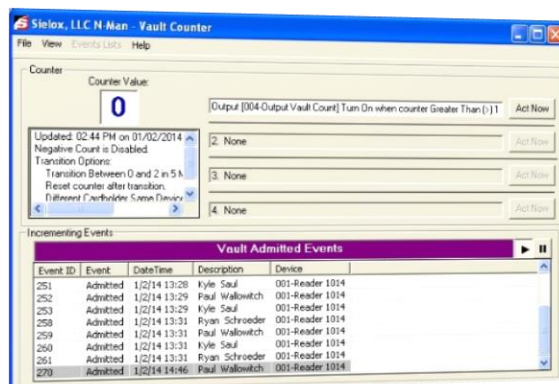 Sielox, LLC N-Man - Vault Counter
File View Events Lists Help
Counter
Counter Value:
0
Updated: 02:44 PM on 01/02/2014
Negative Count is Disabled.
Transition Options:
Transition Between 0 and 2 in 5 M
Reset counter after transition.
Different Cardholder Same Device
Output [004-Output Vault Count] Turn On when counter Greater Than (>) 1 Act Now
2. None Act Now
3. None Act Now
4. None Act Now
Incrementing Events
Vault Admitted Events
Event ID Event DateTime Description Device
251 Admitted 1/2/14 13:28 Kyle Saul 001-Reader 1014
252 Admitted 1/2/14 13:29 Paul Wallowitch 001-Reader 1014
253 Admitted 1/2/14 13:29 Kyle Saul 001-Reader 1014
258 Admitted 1/2/14 13:31 Ryan Schroeder 001-Reader 1014
259 Admitted 1/2/14 13:31 Paul Wallowitch 001-Reader 1014
260 Admitted 1/2/14 13:31 Kyle Saul 001-Reader 1014
261 Admitted 1/2/14 13:31 Ryan Schroeder 001-Reader 1014
270 Admitted 1/2/14 14:46 Paul Wallowitch 001-Reader 1014